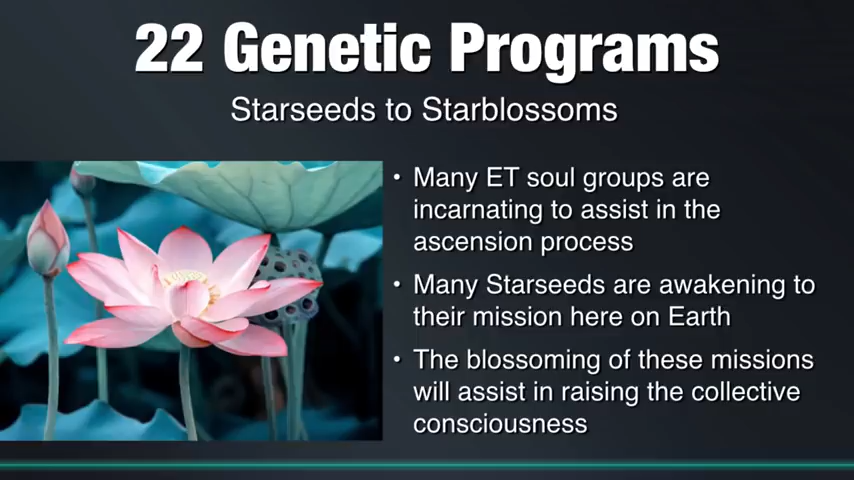 22 Genetic Programs
Starseeds to Starblossoms
• Many ET soul groups are
incarnating to assist in the
ascension process
• Many Starseeds are awakening to
their mission here on Earth
• The blossoming of these missions
will assist in raising the collective
consciousness